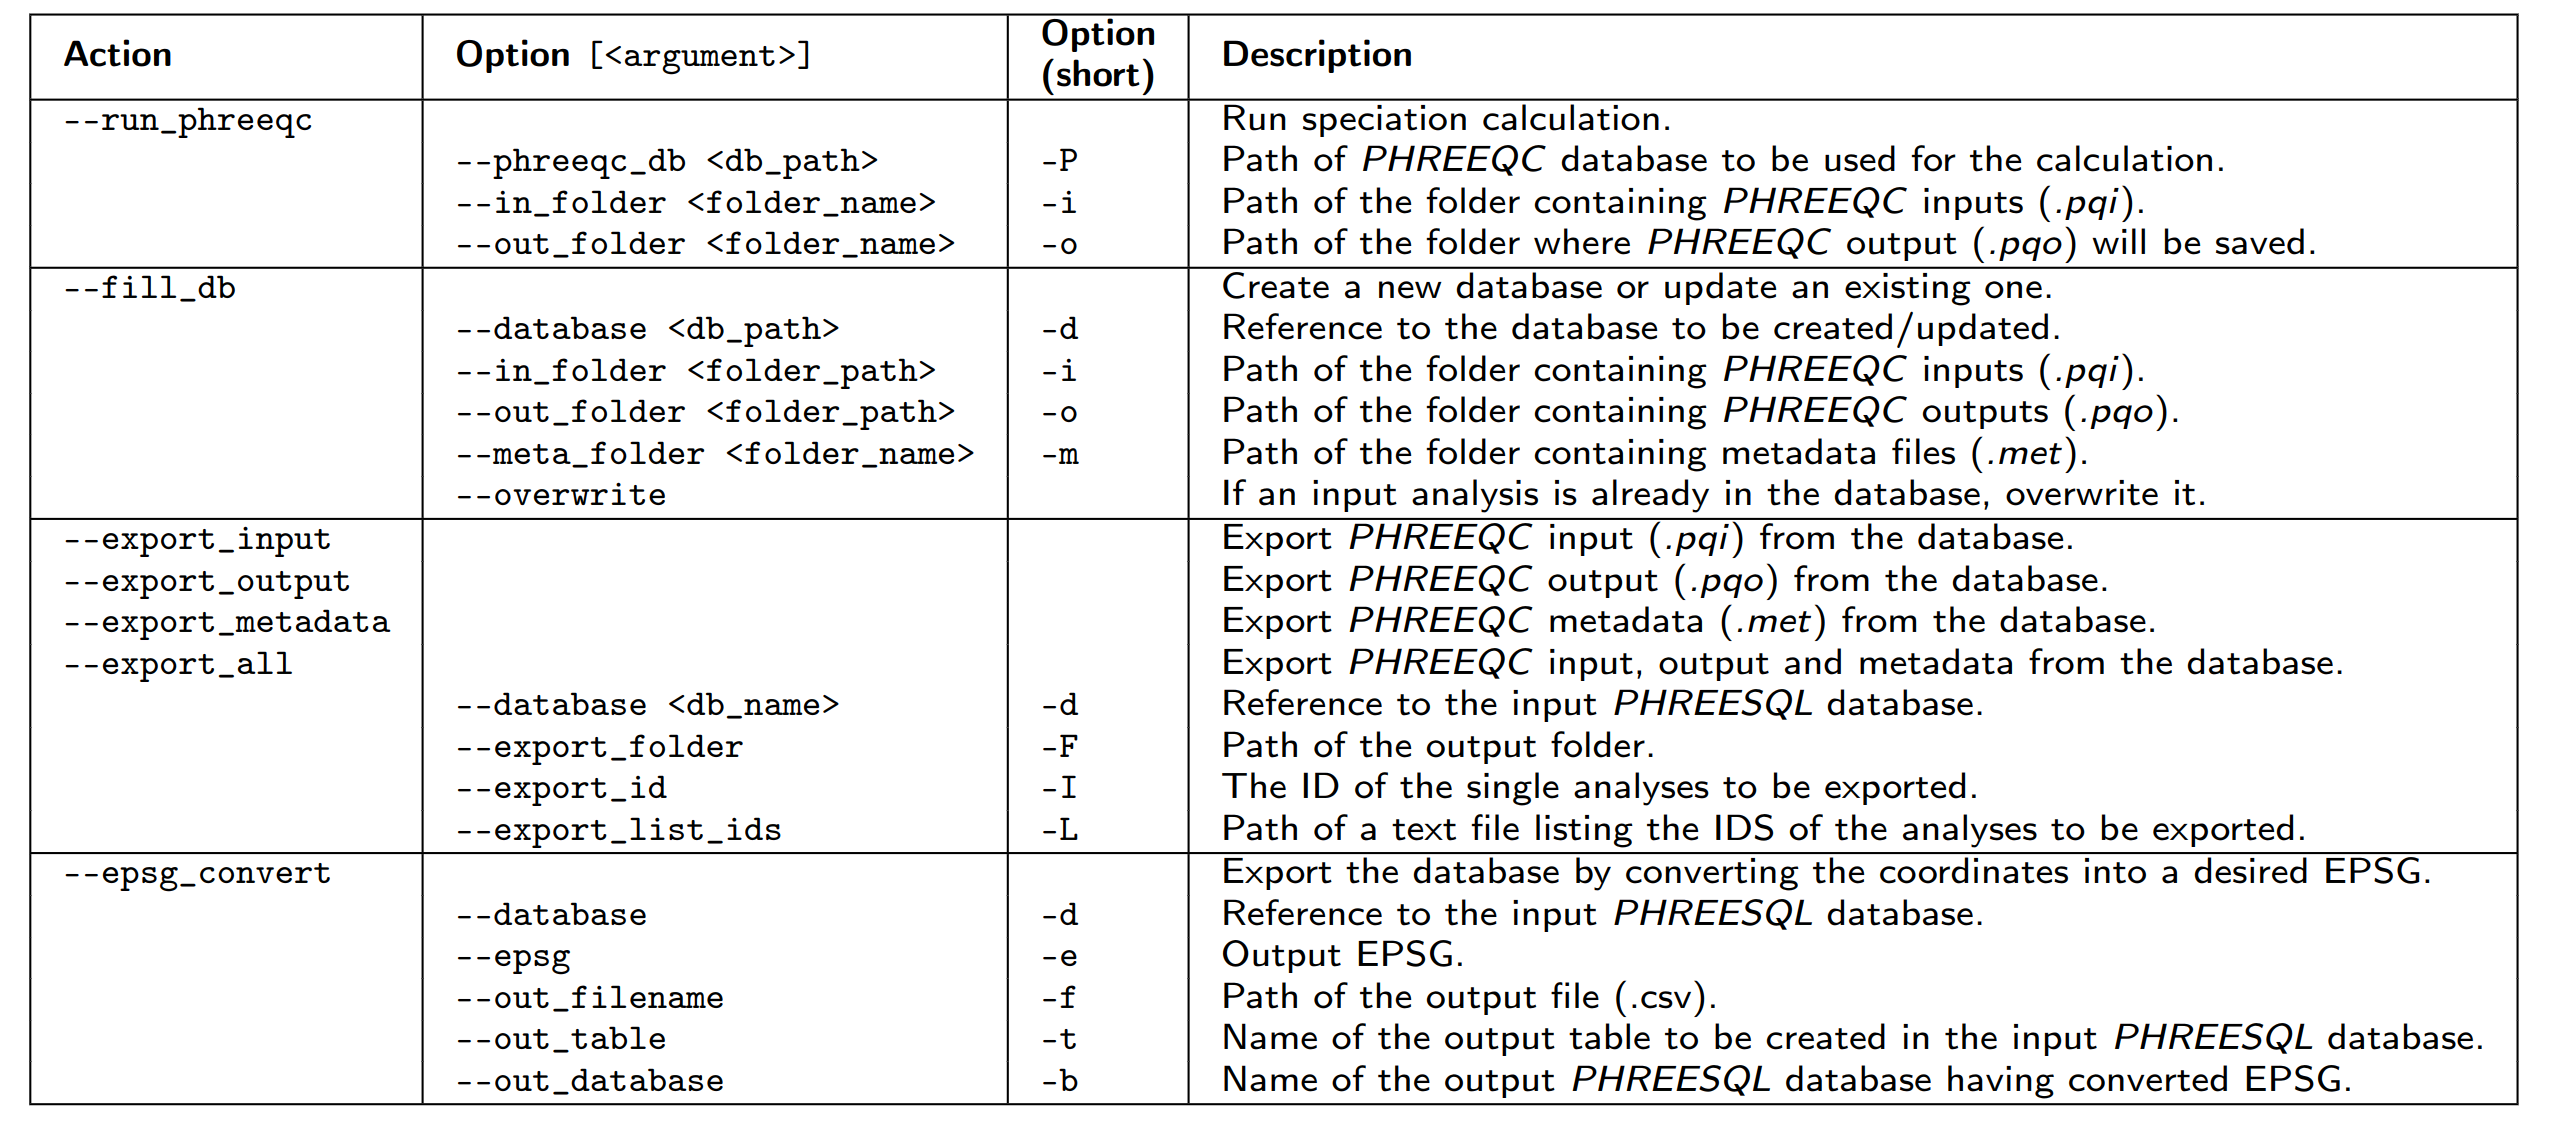 Action Option [<argument>] Option (short) Description
--run_phreeqc Run speciation calculation.
--phreeqc_db <db_path> -P Path of PHREEQC database to be used for the calculation.
--in_folder <folder_name> -i Path of the folder containing PHREEQC inputs (.pqi).
--out_folder <folder_name> -o Path of the folder where PHREEQC output (.pqo) will be saved.
--fill_db Create a new database or update an existing one.
--database <db_path> -d Reference to the database to be created/updated.
--in_folder <folder_path> -i Path of the folder containing PHREEQC inputs (.pqi).
--out_folder <folder_path> -o Path of the folder containing PHREEQC outputs (.pqo).
--meta_folder <folder_name> -m Path of the folder containing metadata files (.met).
--overwrite If an input analysis is already in the database, overwrite it.
--export_input Export PHREEQC input (.pqi) from the database.
--export_output Export PHREEQC output (.pqo) from the database.
--export_metadata Export PHREEQC metadata (.met) from the database.
--export_all Export PHREEQC input, output and metadata from the database.
--database <db_name> -d Reference to the input PHREESQL database.
--export_folder -F Path of the output folder.
--export_id -I The ID of the single analyses to be exported.
--export_list_ids -L Path of a text file listing the IDS of the analyses to be exported.
--epsg_convert Export the database by converting the coordinates into a desired EPSG.
--database -d Reference to the input PHREESQL database.
--epsg -e Output EPSG.
--out_filename -f Path of the output file (.csv).
--out_table -t Name of the output table to be created in the input PHREESQL database.
--out_database -b Name of the output PHREESQL database having converted EPSG.